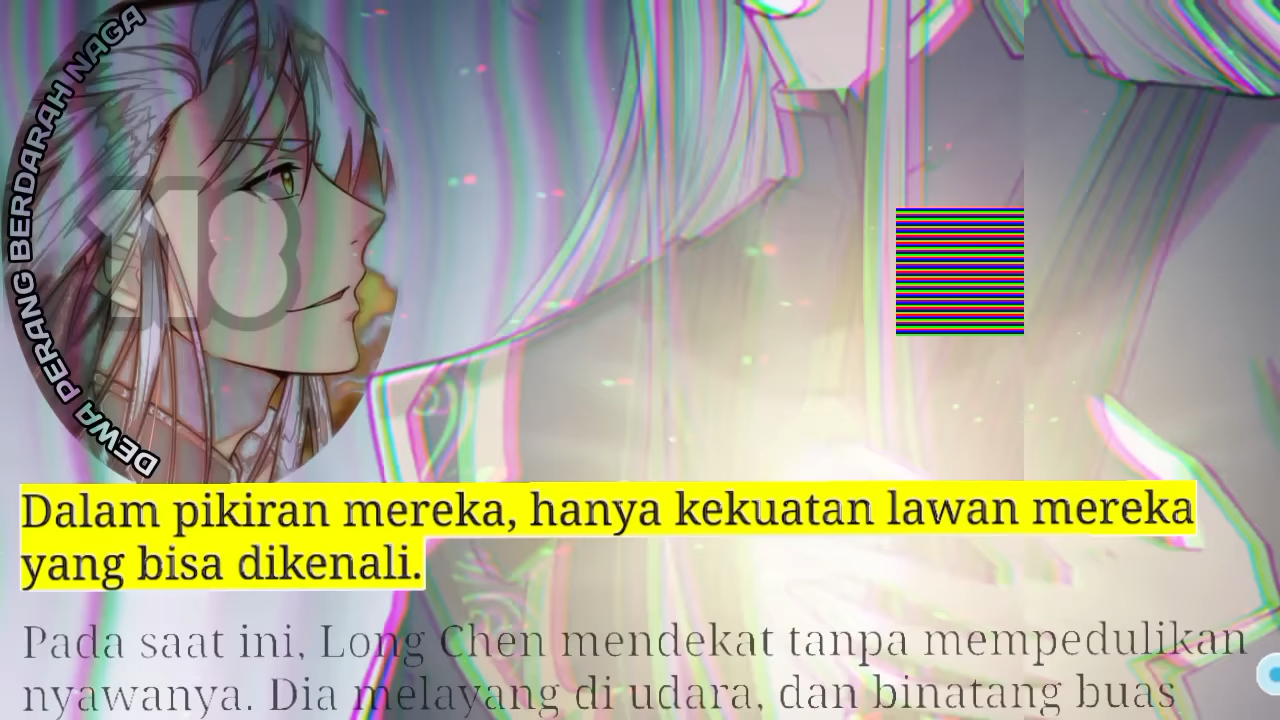 DEWA PERANG BERDARAH NAGA
Dalam pikiran mereka, hanya kekuatan lawan mereka
yang bisa dikenali.
Pada saat ini, Long Chen mendekat tanpa mempedulikan
nyawanya. Dia melayang di udara, dan binatang buas